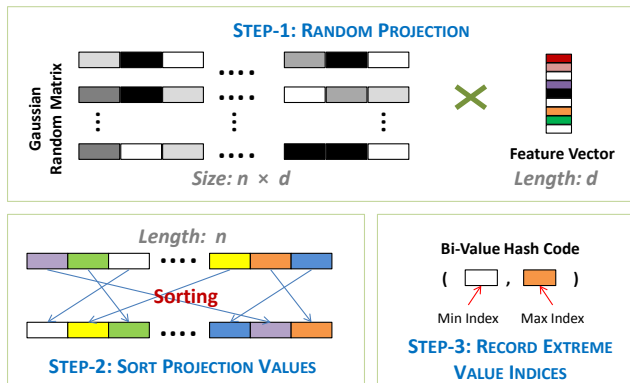 STEP-1: RANDOM PROJECTION
Gaussian
Random Matrix
Size: n × d
Feature Vector
Length: d
Length: n
Sorting
STEP-2: SORT PROJECTION VALUES
Bi-Value Hash Code
( , )
Min Index Max Index
STEP-3: RECORD EXTREME
VALUE INDICES